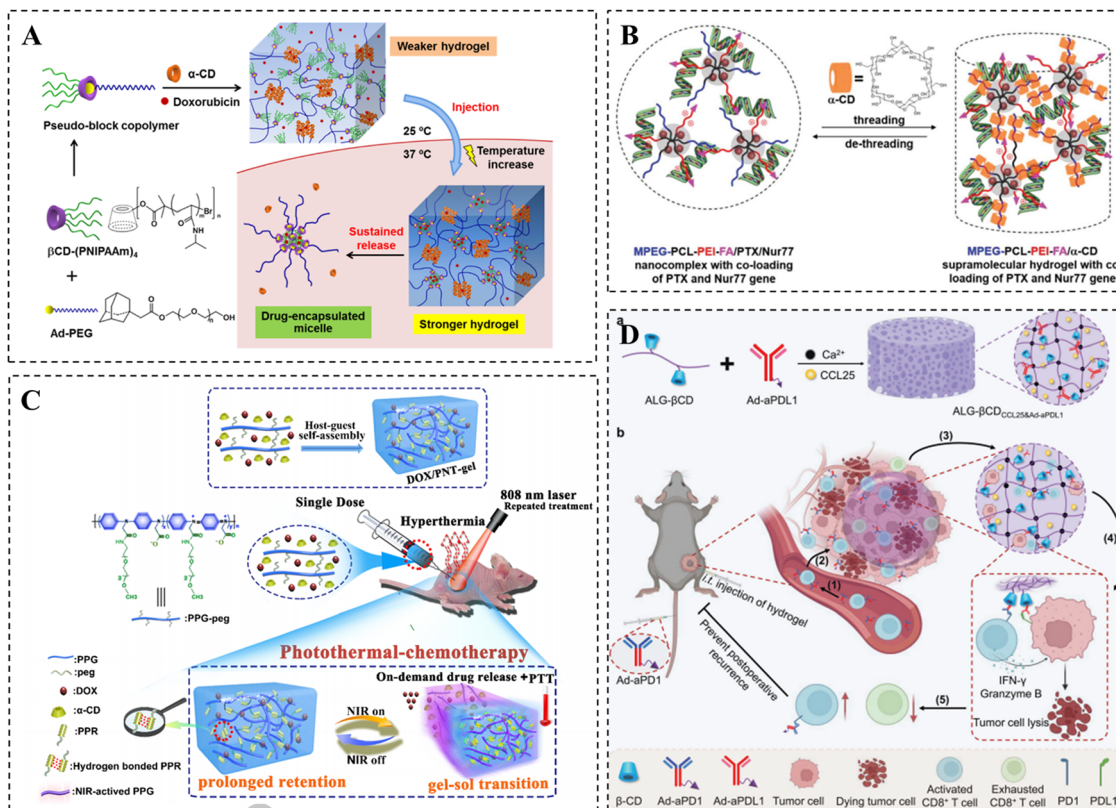 A
α-CD
Doxorubicin
Pseudo-block copolymer
Weaker hydrogel
Injection
25 ºC
37 ºC
Temperature
increase
βCD-(PNIPAAm)4
+
Ad-PEG
Sustained
release
Drug-encapsulated
micelle
Stronger hydrogel
B
α-CD
threading
de-threading
MPEG-PCL-PEI-FA/PTX/Nur77
nanocomplex with co-loading
of PTX and Nur77 gene
MPEG-PCL-PEI-FA/α-CD
supramolecular hydrogel with co
loading of PTX and Nur77 gene
C
Host-guest
self-assembly
DOX/PNT-gel
Single Dose
808 nm laser
Repeated treatment
Hyperthermia
:PPG-peg
Photothermal-chemotherapy
:PPG
:peg
:DOX
:α-CD
:PPR
:Hydrogen bonded PPR
:NIR-actived PPG
On-demand drug release +PTT
NIR on
NIR off
prolonged retention
gel-sol transition
a
D
ALG-βCD
+
Ad-aPDL1
Ca2+
CCL25
ALG-βCDCCL25&Ad-aPDL1
b
(3)
(4)
(2)
(1)
i.t. injection of hydrogel
Prevent postoperative
recurrence
Ad-aPD1
IFN-γ
Granzyme B
Tumor cell lysis
(5)
β-CD
Ad-aPD1
Ad-aPDL1
Tumor cell
Dying tumor cell
Activated
CD8+ T cell
Exhausted
CD8+ T cell
PD1